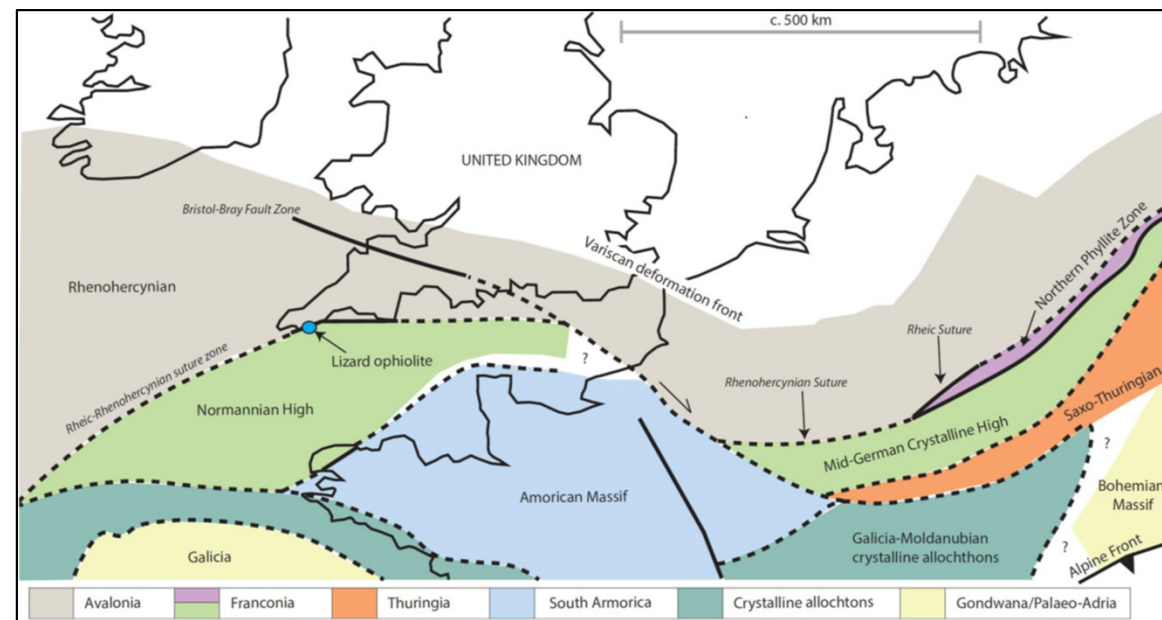 c. 500 km
UNITED KINGDOM
Bristol-Bray Fault Zone
Variscan deformation front
Northern Phyllite Zone
Rhenohercynian
Rheic Suture
Lizard ophiolite
?
Rheic-Rhenohercynian suture zone
Rhenohercynian Suture
Saxo-Thuringian
Normannian High
Mid-German Crystalline High
?
Bohemian
Massif
Amorican Massif
Galicia-Moldanubian
crystalline allochthons
?
Galicia
Alpine Front
Avalonia
Franconia
Thuringia
South Armorica
Crystalline allochtons
Gondwana/Palaeo-Adria